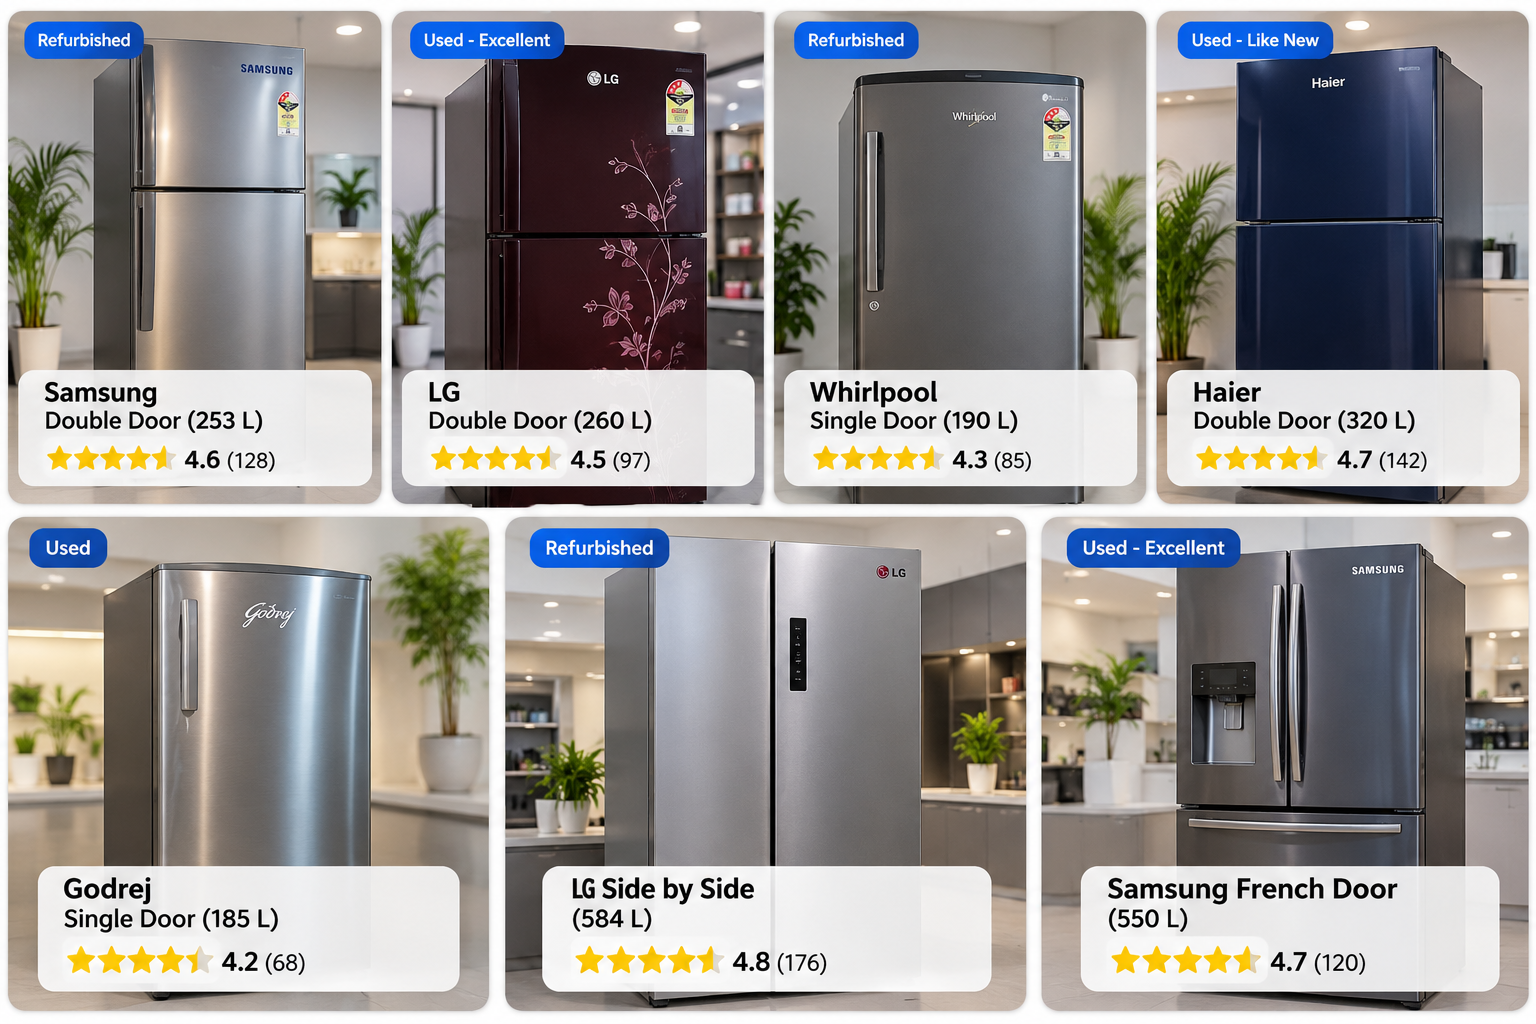 Refurbished
SAMSUNG
Samsung
Double Door (253 L)
4.6 (128)
Used - Excellent
LG
LG
Double Door (260 L)
4.5 (97)
Refurbished
Whirlpool
Whirlpool
Single Door (190 L)
4.3 (85)
Used - Like New
Haier
Haier
Double Door (320 L)
4.7 (142)
Used
Godrej
Godrej
Single Door (185 L)
4.2 (68)
Refurbished
LG
LG Side by Side
(584 L)
4.8 (176)
Used - Excellent
SAMSUNG
Samsung French Door
(550 L)
4.7 (120)